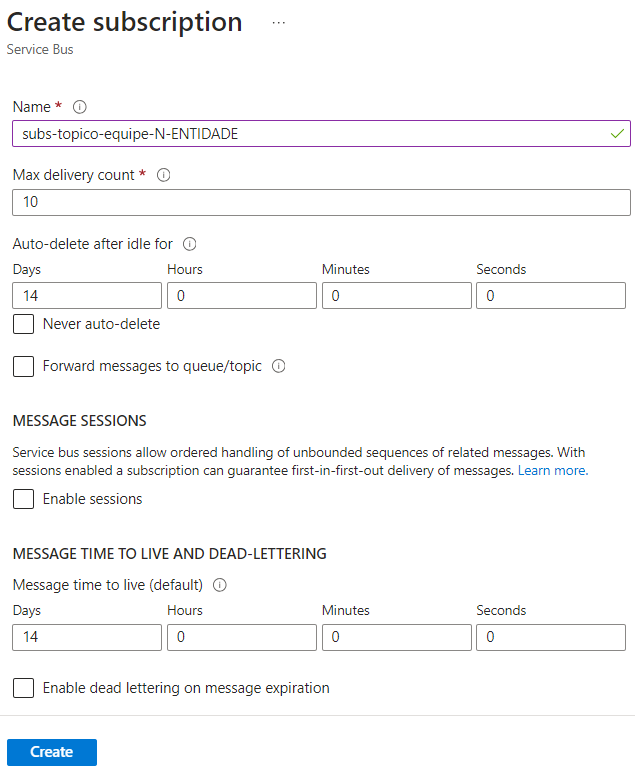 Create subscription ...
Service Bus
Name *
subs-topico-equipe-N-ENTIDADE
Max delivery count *
10
Auto-delete after idle for
Days Hours Minutes Seconds
14 0 0 0
Never auto-delete
Forward messages to queue/topic
MESSAGE SESSIONS
Service bus sessions allow ordered handling of unbounded sequences of related messages. With
sessions enabled a subscription can guarantee first-in-first-out delivery of messages. Learn more.
Enable sessions
MESSAGE TIME TO LIVE AND DEAD-LETTERING
Message time to live (default)
Days Hours Minutes Seconds
14 0 0 0
Enable dead lettering on message expiration
Create